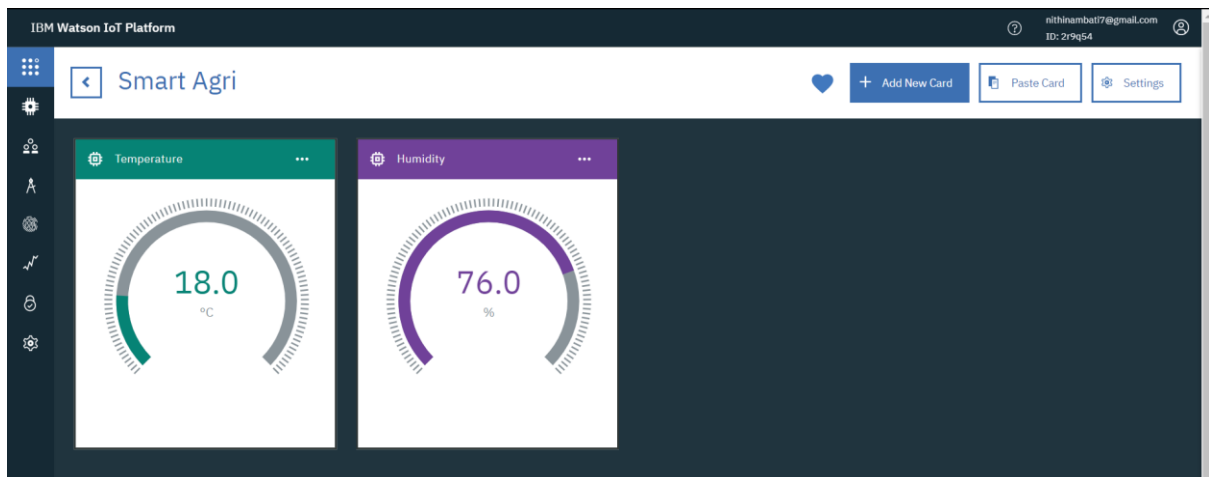 IBM Watson IoT Platform
nithinambati7@gmail.com
ID: 2r9q54
Smart Agri
Add New Card
Paste Card
Settings
Temperature
Humidity
18.0
°C
76.0
%